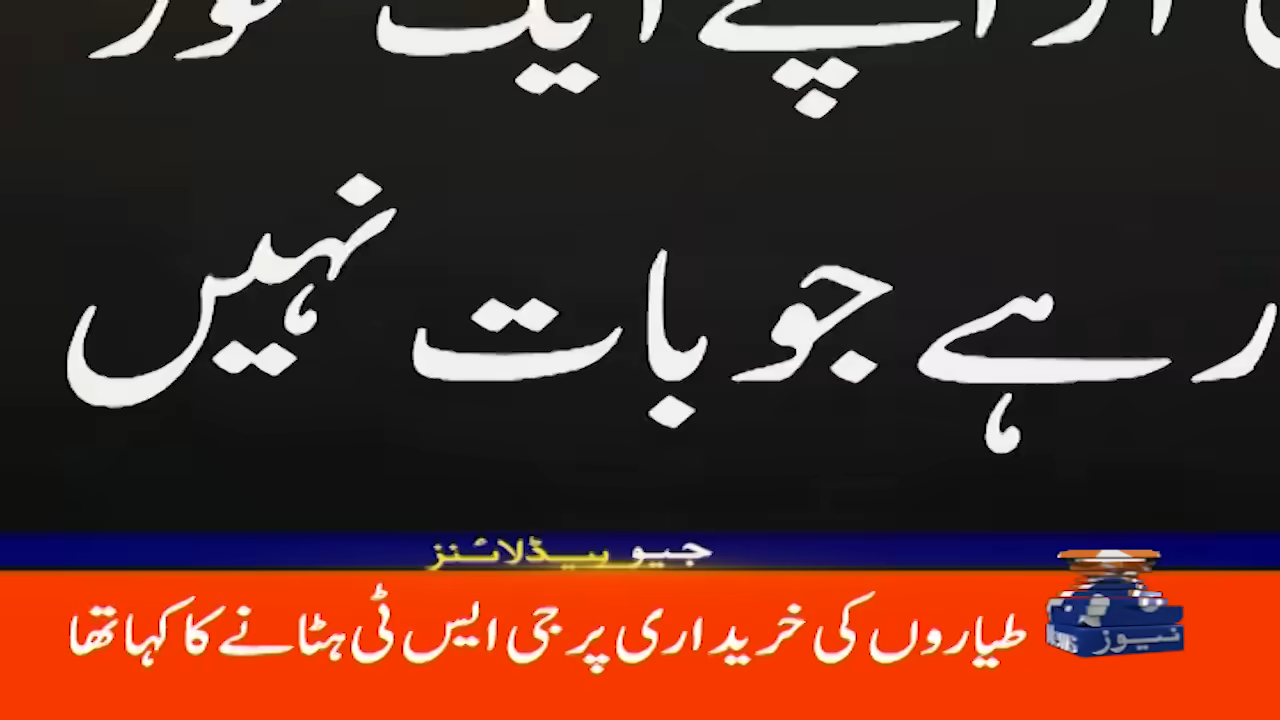 ایک
رہے جو بات نہیں
جیو ہیڈلائنز
طیاروں کی خریداری پر جی ایس ٹی ہٹانے کا کہا تھا
نیوز NEWS